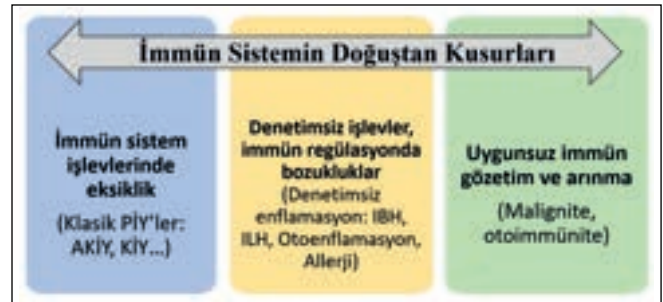 İmmün Sistemin Doğuştan Kusurları
İmmün sistem
işlevlerinde
eksiklik
(Klasik PİY'ler:
AKİY, KİY...)
Denetimsiz işlevler,
immün regülasyonda
bozukluklar
(Denetimsiz
enflamasyon: IBH,
ILH, Otoenflamasyon,
Allerji)
Uygunsuz immün
gözetim ve arınma
(Malignite,
otoimmünite)